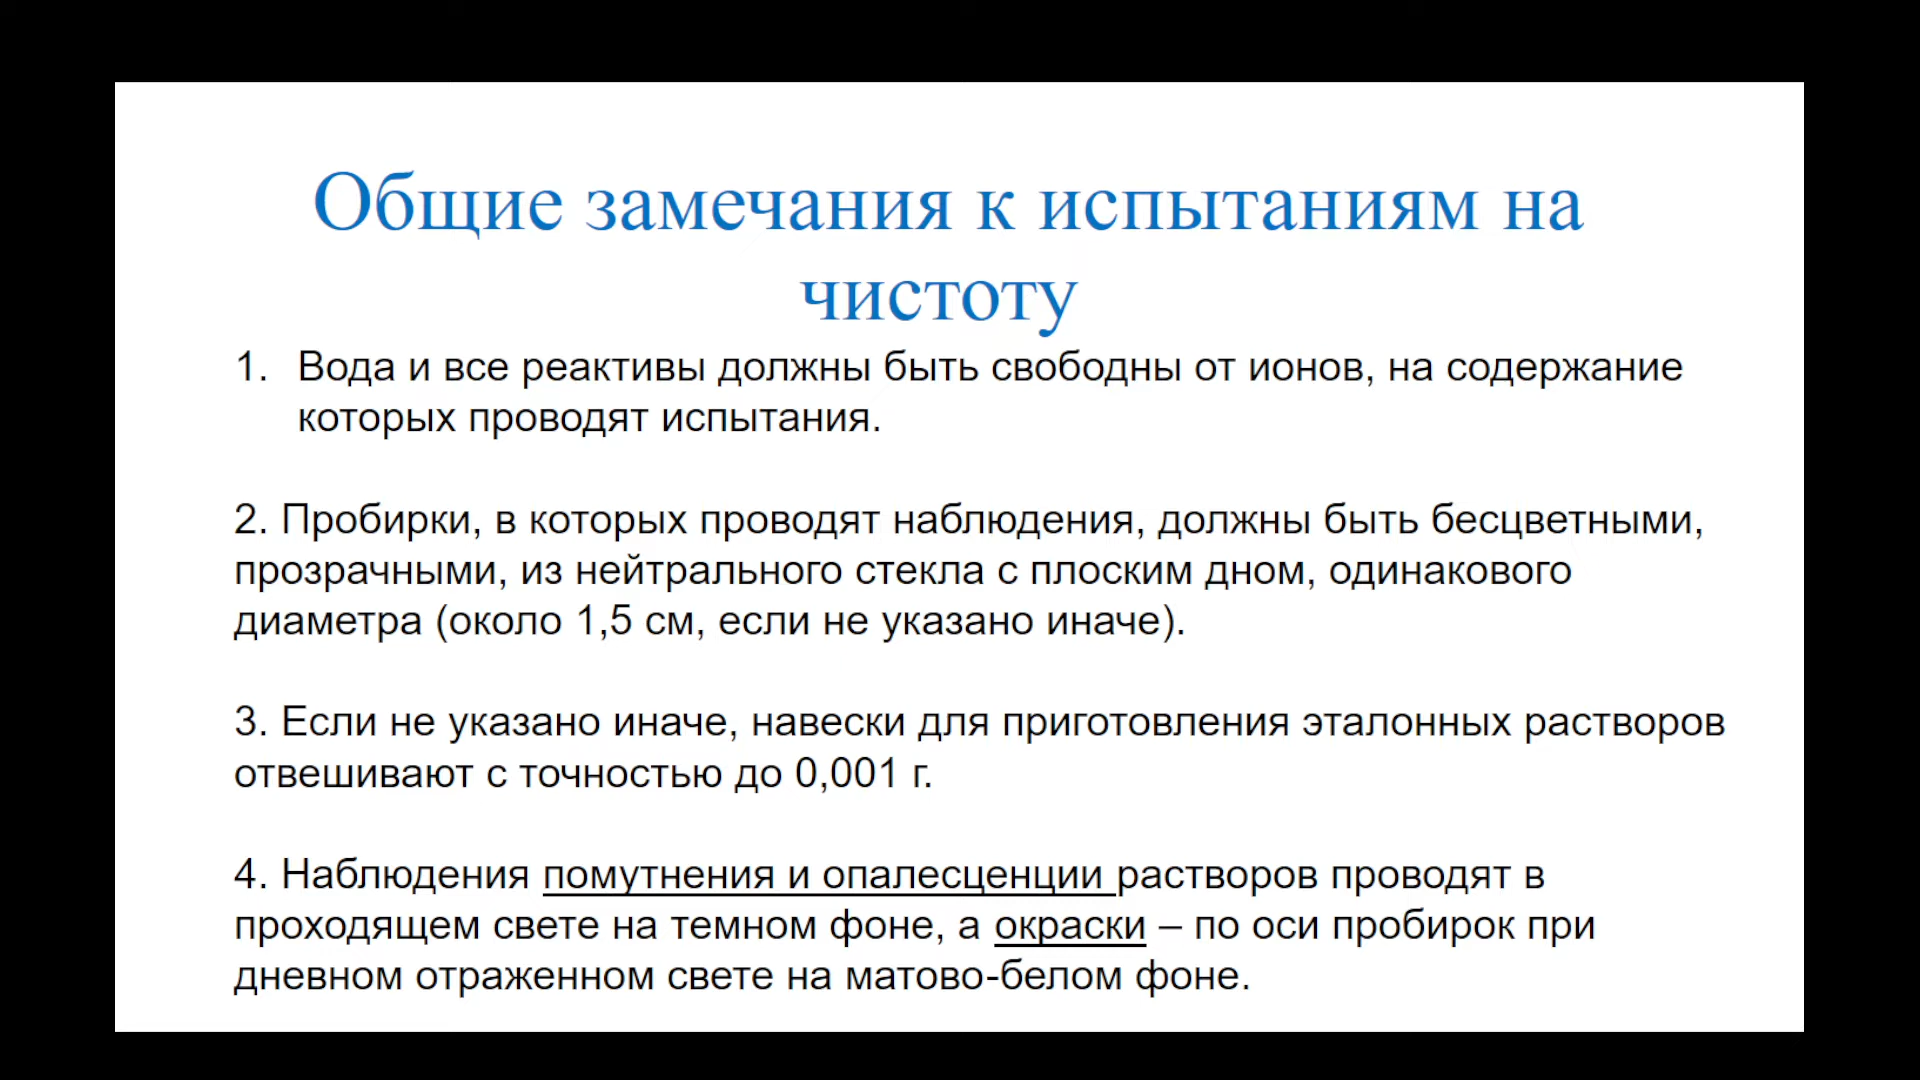 Общие замечания к испытаниям на
чистоту
1. Вода и все реактивы должны быть свободны от ионов, на содержание
которых проводят испытания.
2. Пробирки, в которых проводят наблюдения, должны быть бесцветными,
прозрачными, из нейтрального стекла с плоским дном, одинакового
диаметра (около 1,5 см, если не указано иначе).
3. Если не указано иначе, навески для приготовления эталонных растворов
отвешивают с точностью до 0,001 г.
4. Наблюдения помутнения и опалесценции растворов проводят в
проходящем свете на темном фоне, а окраски – по оси пробирок при
дневном отраженном свете на матово-белом фоне.